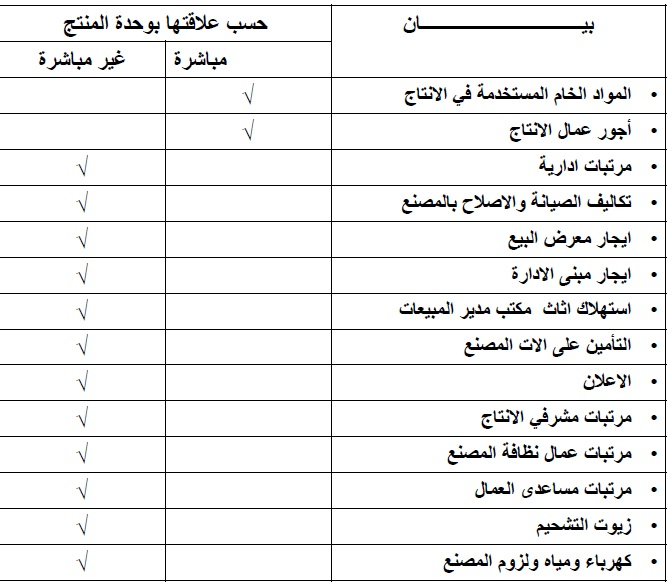 بيـــــــــــــــــــــــان	حسب علاقتها بوحدة المنتج
مباشرة	غير مباشرة
• المواد الخام المستخدمة في الانتاج	√
• أجور عمال الانتاج	√
• مرتبات ادارية	√
• تكاليف الصيانة والاصلاح بالمصنع	√
• ايجار معرض البيع	√
• ايجار مبنى الادارة	√
• استهلاك اثاث مكتب مدير المبيعات	√
• التأمين على الات المصنع	√
• الاعلان	√
• مرتبات مشرفي الانتاج	√
• مرتبات عمال نظافة المصنع	√
• مرتبات مساعدى العمال	√
• زيوت التشحيم	√
• كهرباء ومياه ولزوم المصنع	√